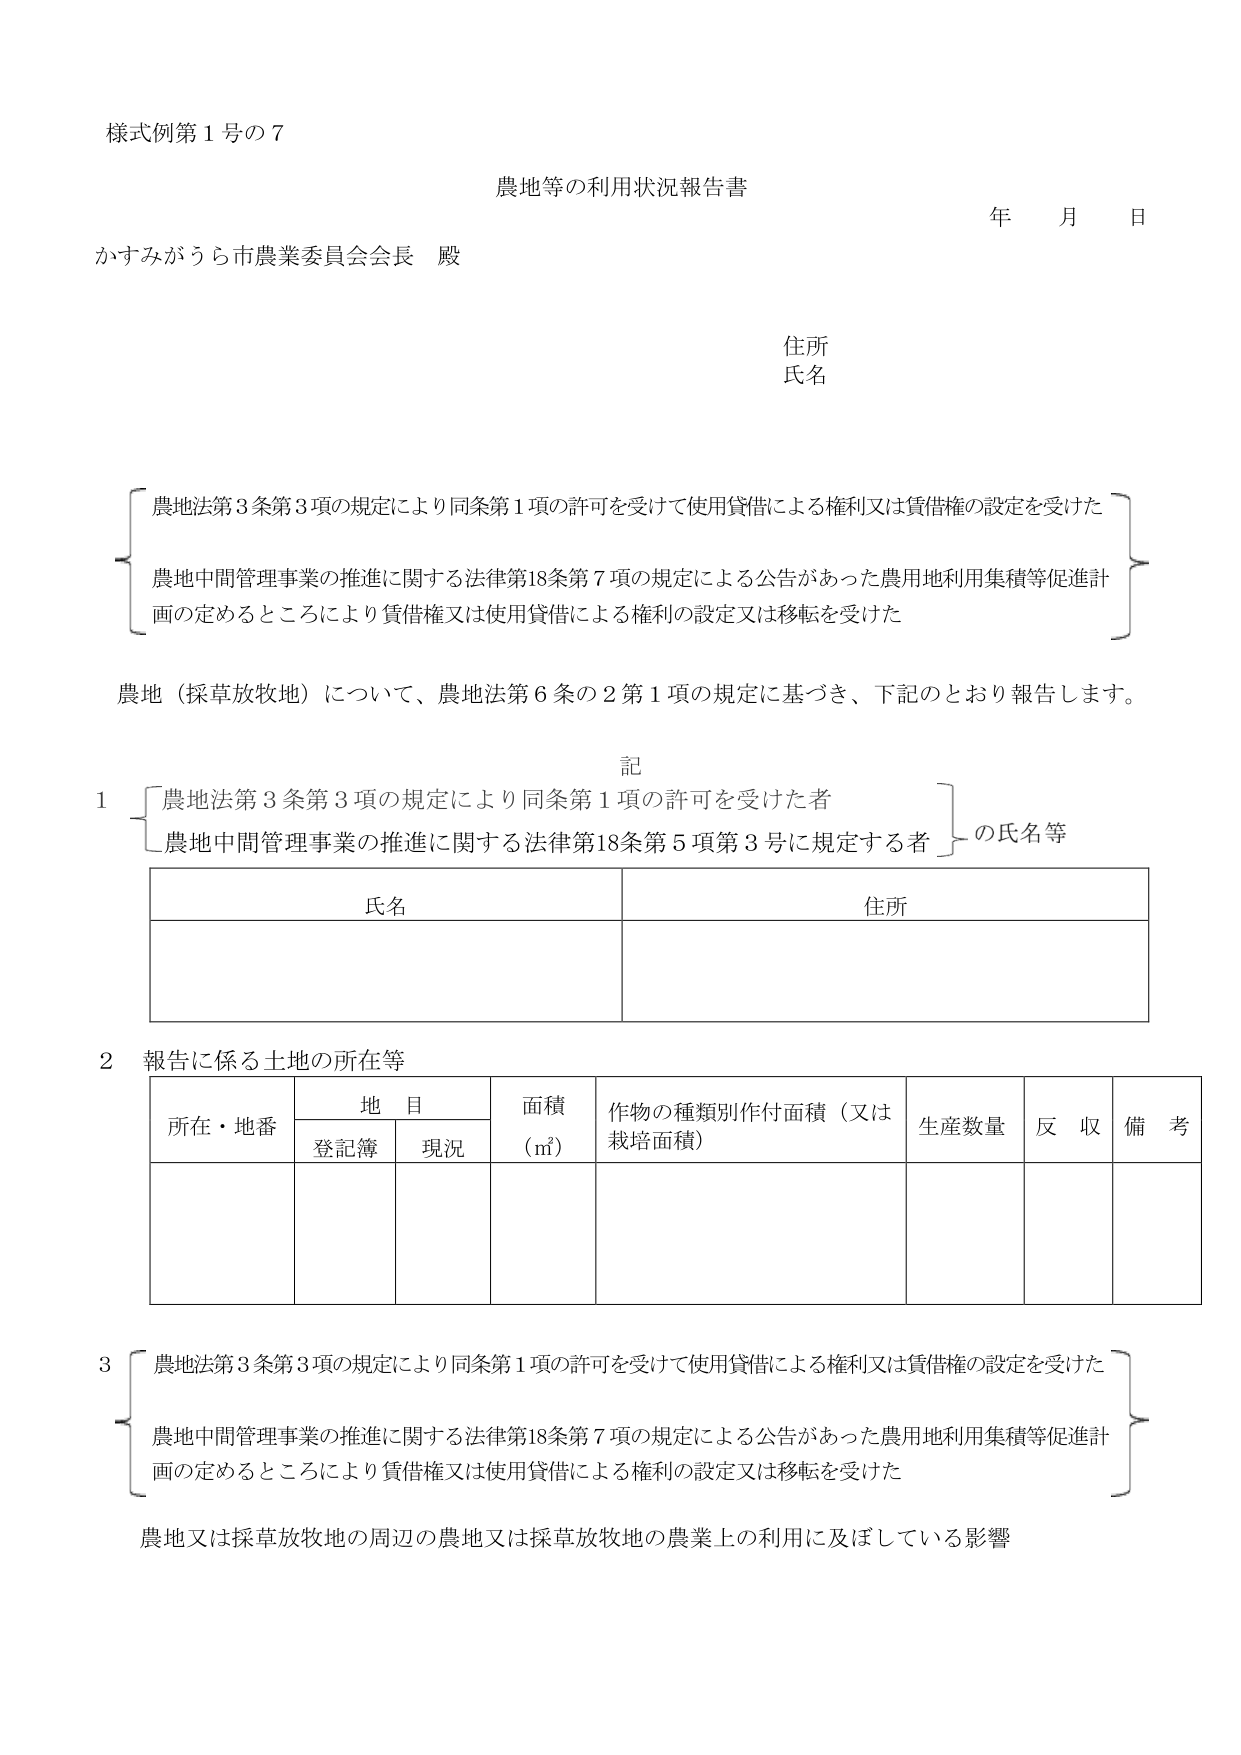 様式例第１号の７
農地等の利用状況報告書
年　　月　　日
かすみがうら市農業委員会会長　殿
住所
氏名
農地法第３条第３項の規定により同条第１項の許可を受けて使用貸借による権利又は賃借権の設定を受けた
農地中間管理事業の推進に関する法律第18条第７項の規定による公告があった農用地利用集積等促進計
画の定めるところにより賃借権又は使用貸借による権利の設定又は移転を受けた
農地（採草放牧地）について、農地法第６条の２第１項の規定に基づき、下記のとおり報告します。
記
１　農地法第３条第３項の規定により同条第１項の許可を受けた者
農地中間管理事業の推進に関する法律第18条第５項第３号に規定する者　の氏名等
氏名　住所
２　報告に係る土地の所在等
所在・地番　地　目　面積（㎡）　作物の種類別作付面積（又は栽培面積）　生産数量　反　収　備　考
登記簿　現況
３　農地法第３条第３項の規定により同条第１項の許可を受けて使用貸借による権利又は賃借権の設定を受けた
農地中間管理事業の推進に関する法律第18条第７項の規定による公告があった農用地利用集積等促進計
画の定めるところにより賃借権又は使用貸借による権利の設定又は移転を受けた
農地又は採草放牧地の周辺の農地又は採草放牧地の農業上の利用に及ぼしている影響